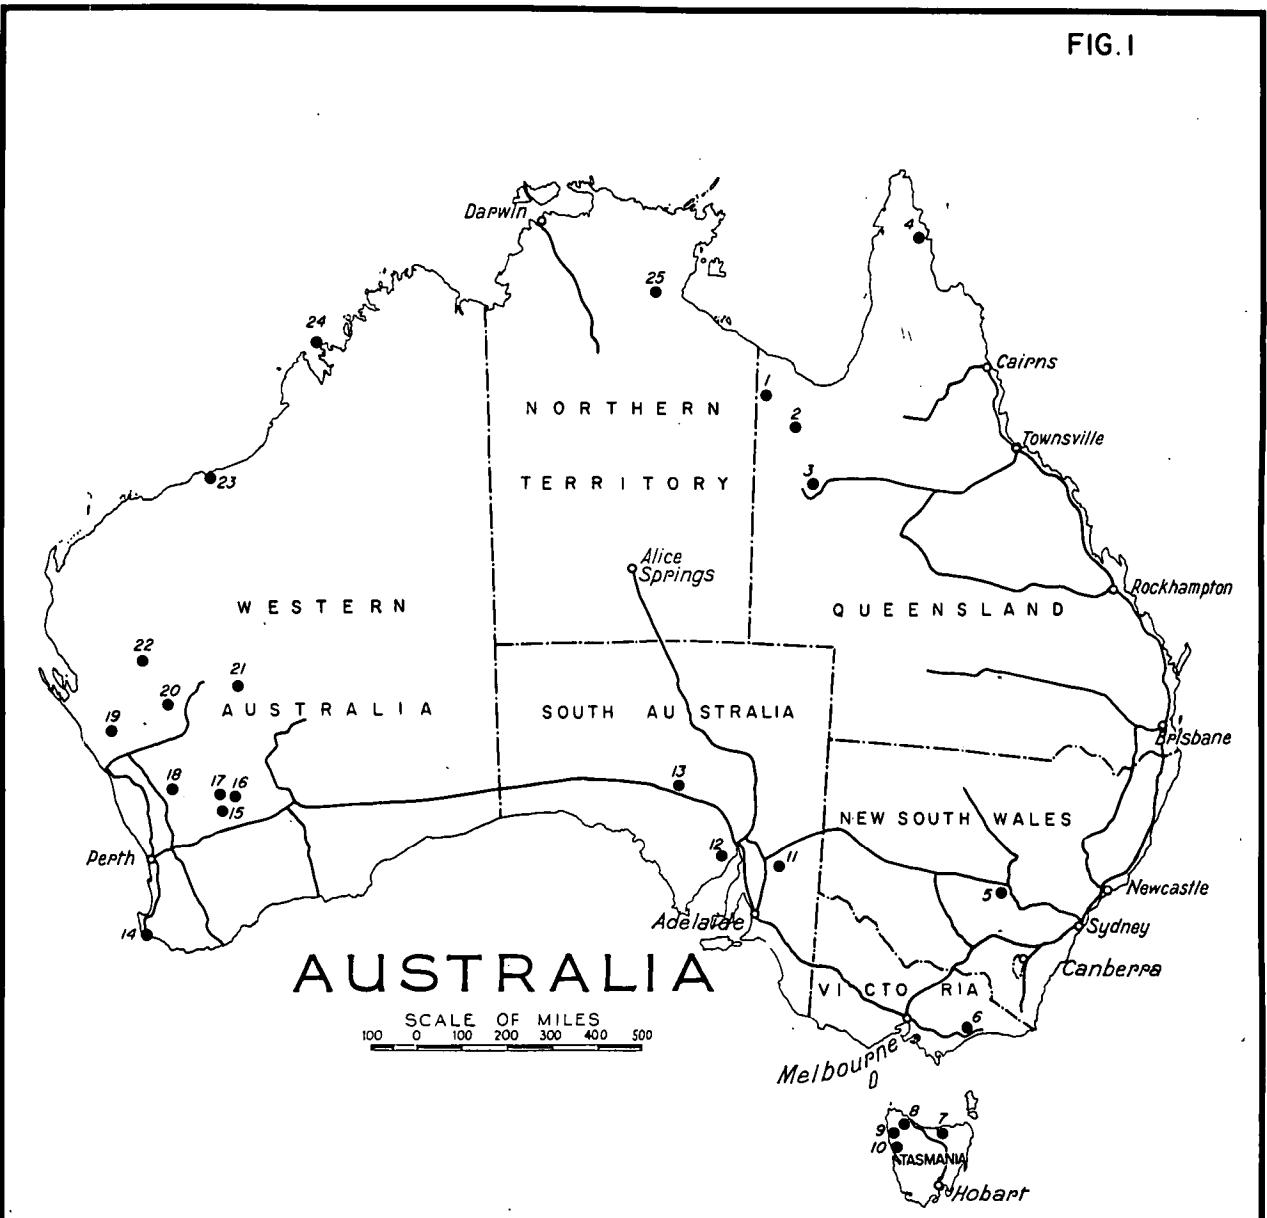 FIG. 1
Darwin
4
25
24
Cairns
1
NORTHERN
2
Townsville
3
TERRITORY
23
Alice
Springs
Rockhampton
WESTERN
QUEENSLAND
22
21
20
AUSTRALIA
SOUTH AUSTRALIA
19
Brisbane
13
18
17
16
15
NEW SOUTH WALES
Perth
12
11
Newcastle
5
Adelaide
Sydney
14
Canberra
AUSTRALIA
VICTORIA
SCALE OF MILES
100 0 100 200 300 400 500
6
Melbourne
8
7
9
10
TASMANIA
Hobart